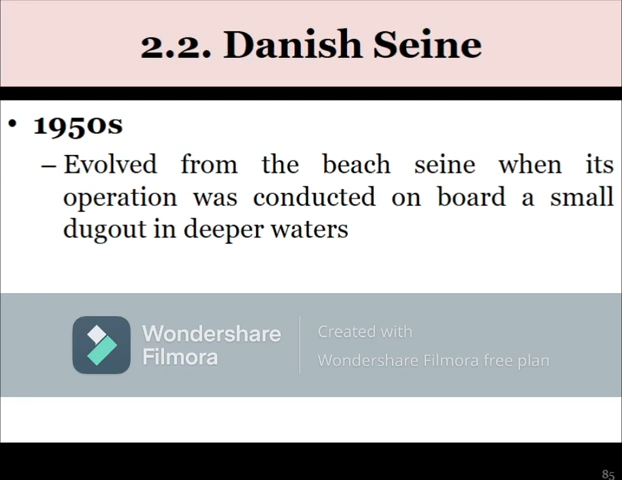 2.2. Danish Seine
• 1950s
– Evolved from the beach seine when its
operation was conducted on board a small
dugout in deeper waters
Wondershare
Filmora
Created with
Wondershare Filmora free plan
85